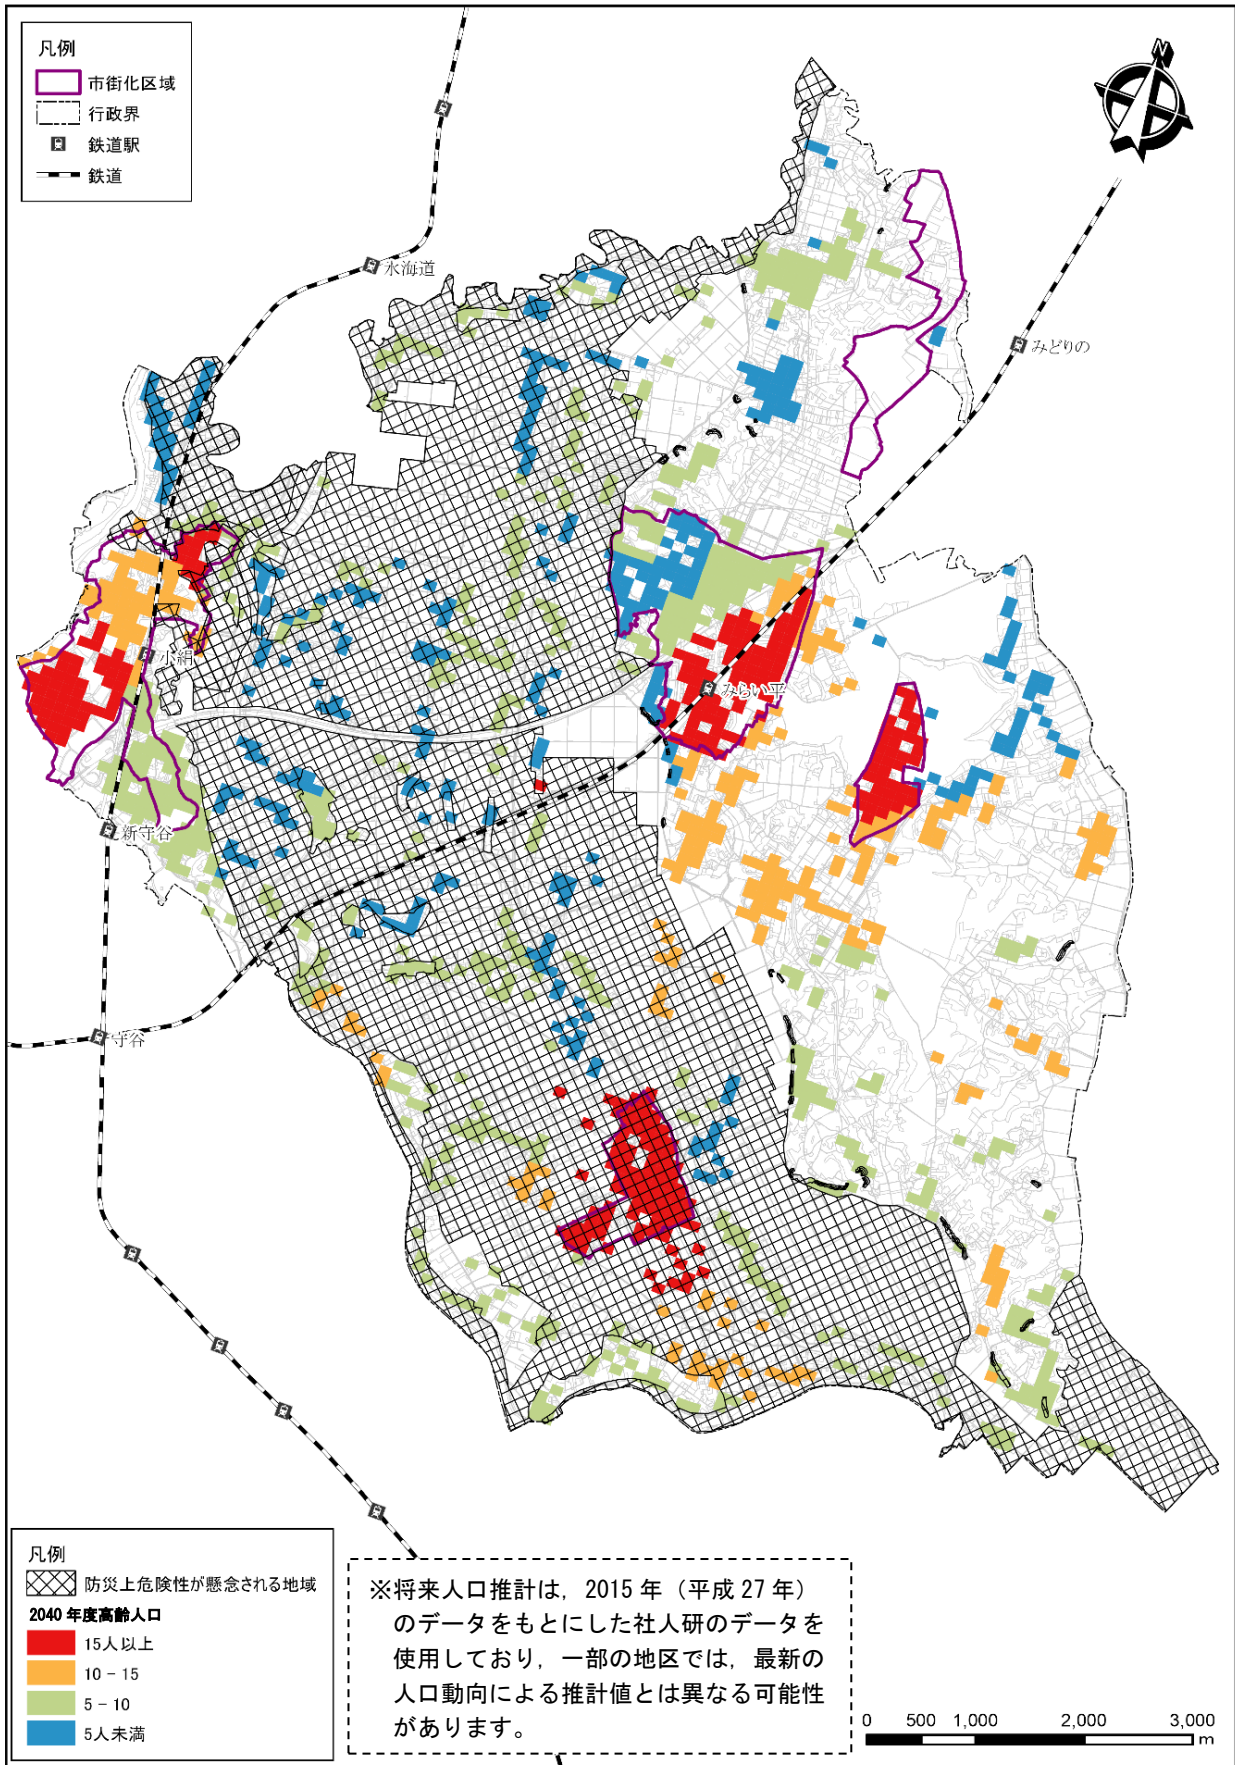 凡例
市街化区域
行政界
鉄道駅
鉄道
N
水海道
みどりの
小絹
みらい平
新守谷
守谷
凡例
防災上危険性が懸念される地域
2040 年度高齢人口
15人以上
10 - 15
5 - 10
5人未満
※将来人口推計は，2015 年（平成 27 年）
のデータをもとにした社人研のデータを
使用しており，一部の地区では，最新の
人口動向による推計値とは異なる可能性
があります。
0 500 1,000 2,000 3,000
m